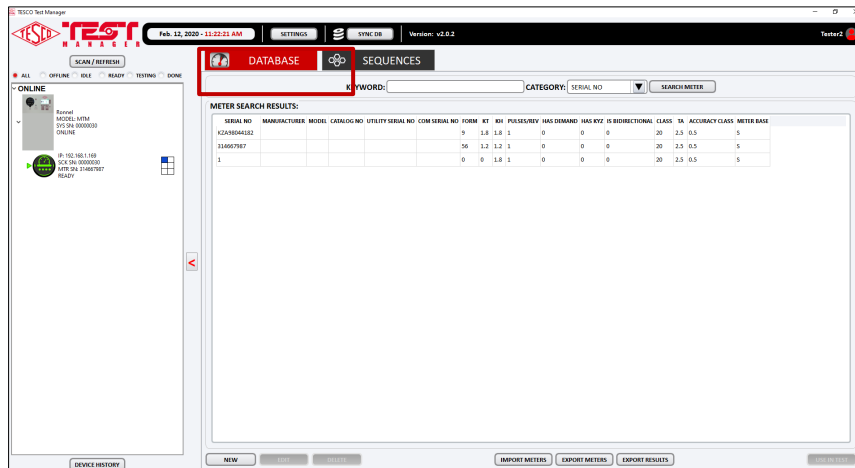 TESCO Test Manager
TESCO TEST MANAGER
Feb. 12, 2020 - 11:22:21 AM
SETTINGS
SYNC DB
Version: v2.0.2
Tester2
SCAN / REFRESH
DATABASE
SEQUENCES
ALL OFFLINE IDLE READY TESTING DONE
KEYWORD:
CATEGORY: SERIAL NO
SEARCH METER
ONLINE
Ronnel
MODEL: MTM
SYS SN: 00000030
ONLINE
IP: 192.168.1.169
SCK SN: 00000030
MTR SN: 314667987
READY
<
METER SEARCH RESULTS:
SERIAL NO MANUFACTURER MODEL CATALOG NO UTILITY SERIAL NO COM SERIAL NO FORM KT KH PULSES/REV HAS DEMAND HAS KYZ IS BIDIRECTIONAL CLASS TA ACCURACY CLASS METER BASE
KZA98044182 9 1.8 1.8 1 0 0 0 20 2.5 0.5 S
314667987 56 1.2 1.2 1 0 0 0 20 2.5 0.5 S
1 0 0 1.8 1 0 0 0 20 2.5 0.5 S
DEVICE HISTORY
NEW
EDIT
DELETE
IMPORT METERS
EXPORT METERS
EXPORT RESULTS